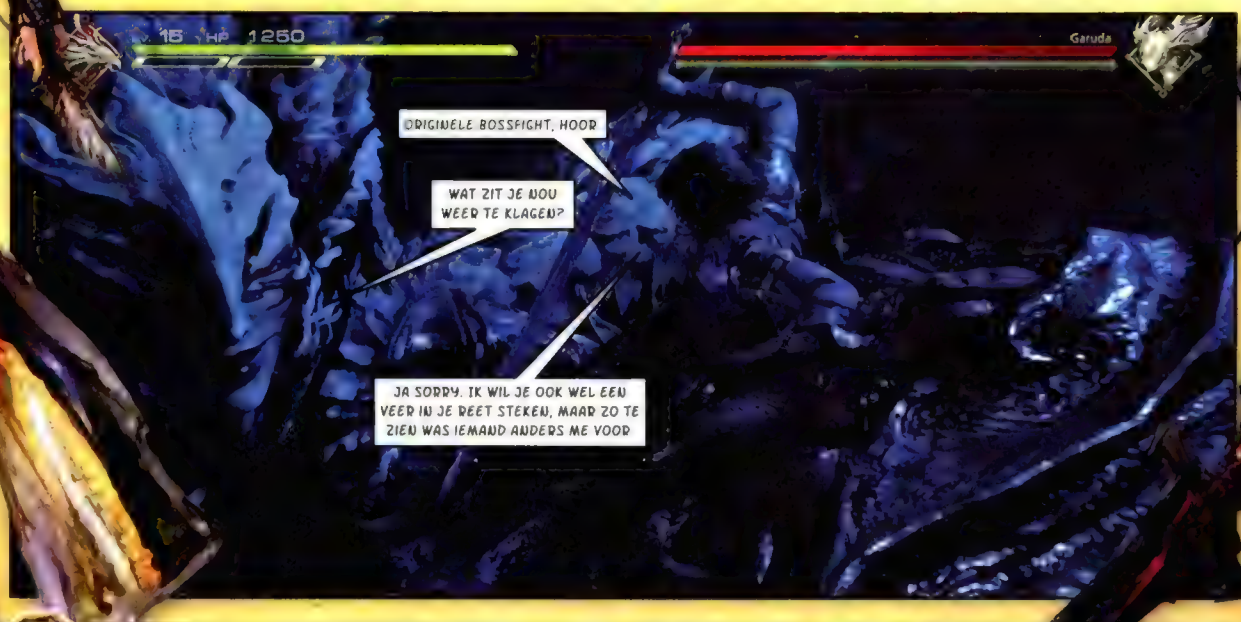 15 HP 1250
Garuda
ORIGINELE BOSSFIGHT, HOOR
WAT ZIT JE NOU
WEER TE KLAGEN?
JA SORRY. IK WIL JE OOK WEL EEN
VEER IN JE REET STEKEN, MAAR ZO TE
ZIEN WAS IEMAND ANDERS ME VOOR